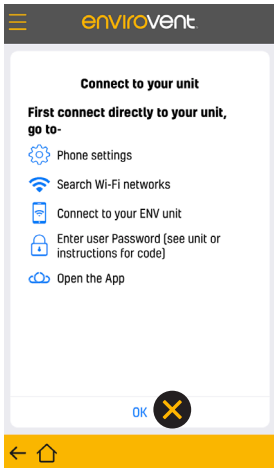 envirovent
Connect to your unit
First connect directly to your unit,
go to-
Phone settings
Search Wi-Fi networks
Connect to your ENV unit
Enter user Password (see unit or
instructions for code)
Open the App
OK